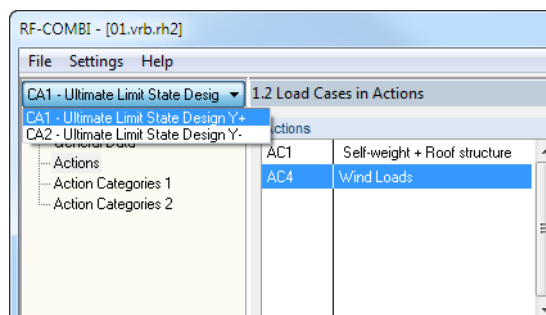 RF-COMBI - [01.vrb.rh2]
File Settings Help
CA1 - Ultimate Limit State Desig
1.2 Load Cases in Actions
CA1 - Ultimate Limit State Design Y+
CA2 - Ultimate Limit State Design Y-
General Data
Actions
Action Categories 1
Action Categories 2
Actions
AC1 Self-weight + Roof structure
AC4 Wind Loads